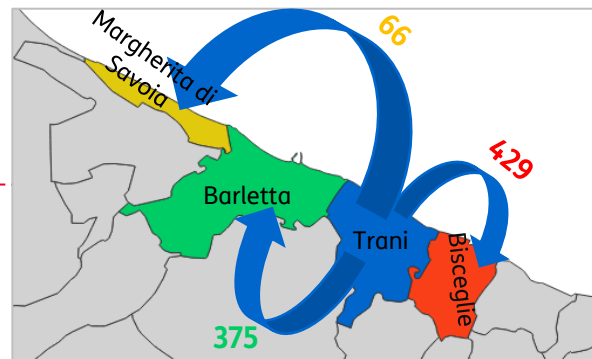 Margherita di
Savoia
66
429
Barletta
Trani
Bisceglie
375